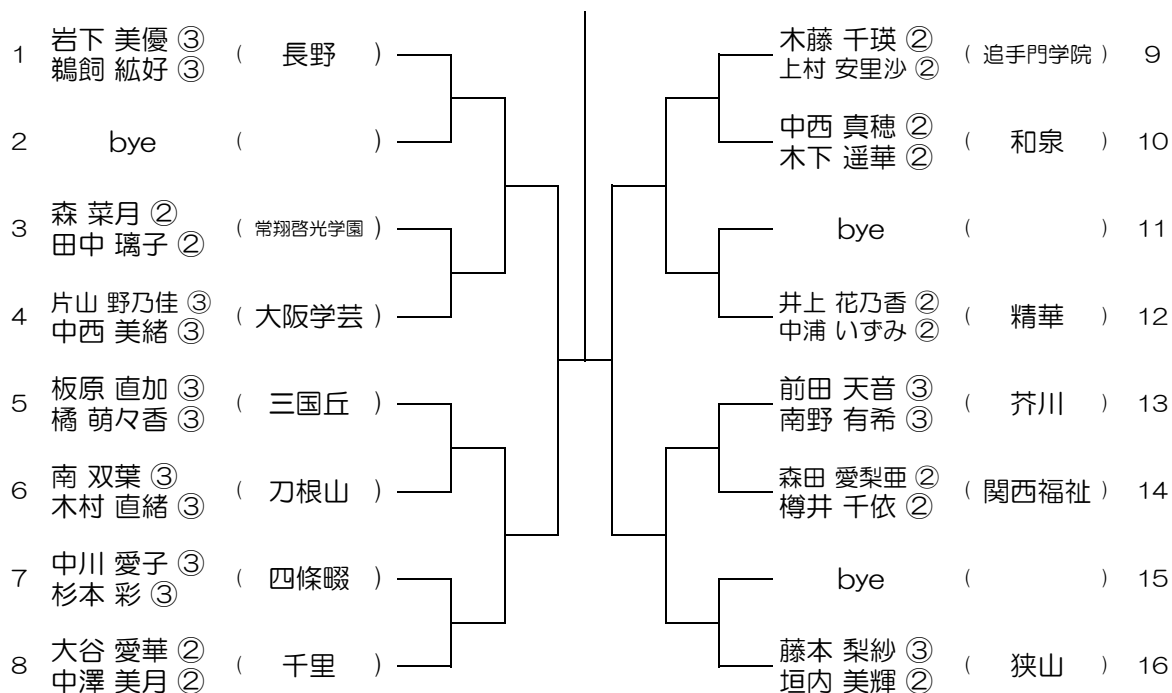 1 岩下 美優 ③
鵜飼 紘好 ③ ( 長野 )
2 bye ( )
3 森 菜月 ②
田中 璃子 ② ( 常翔啓光学園 )
4 片山 野乃佳 ③
中西 美緒 ③ ( 大阪学芸 )
5 板原 直加 ③
橘 萌々香 ③ ( 三国丘 )
6 南 双葉 ③
木村 直緒 ③ ( 刀根山 )
7 中川 愛子 ③
杉本 彩 ③ ( 四條畷 )
8 大谷 愛華 ②
中澤 美月 ② ( 千里 )
木藤 千瑛 ②
上村 安里沙 ② ( 追手門学院 ) 9
中西 真穂 ②
木下 遥華 ② ( 和泉 ) 10
bye ( ) 11
井上 花乃香 ②
中浦 いずみ ② ( 精華 ) 12
前田 天音 ③
南野 有希 ③ ( 芥川 ) 13
森田 愛梨亜 ②
樽井 千依 ② ( 関西福祉 ) 14
bye ( ) 15
藤本 梨紗 ③
垣内 美輝 ② ( 狭山 ) 16